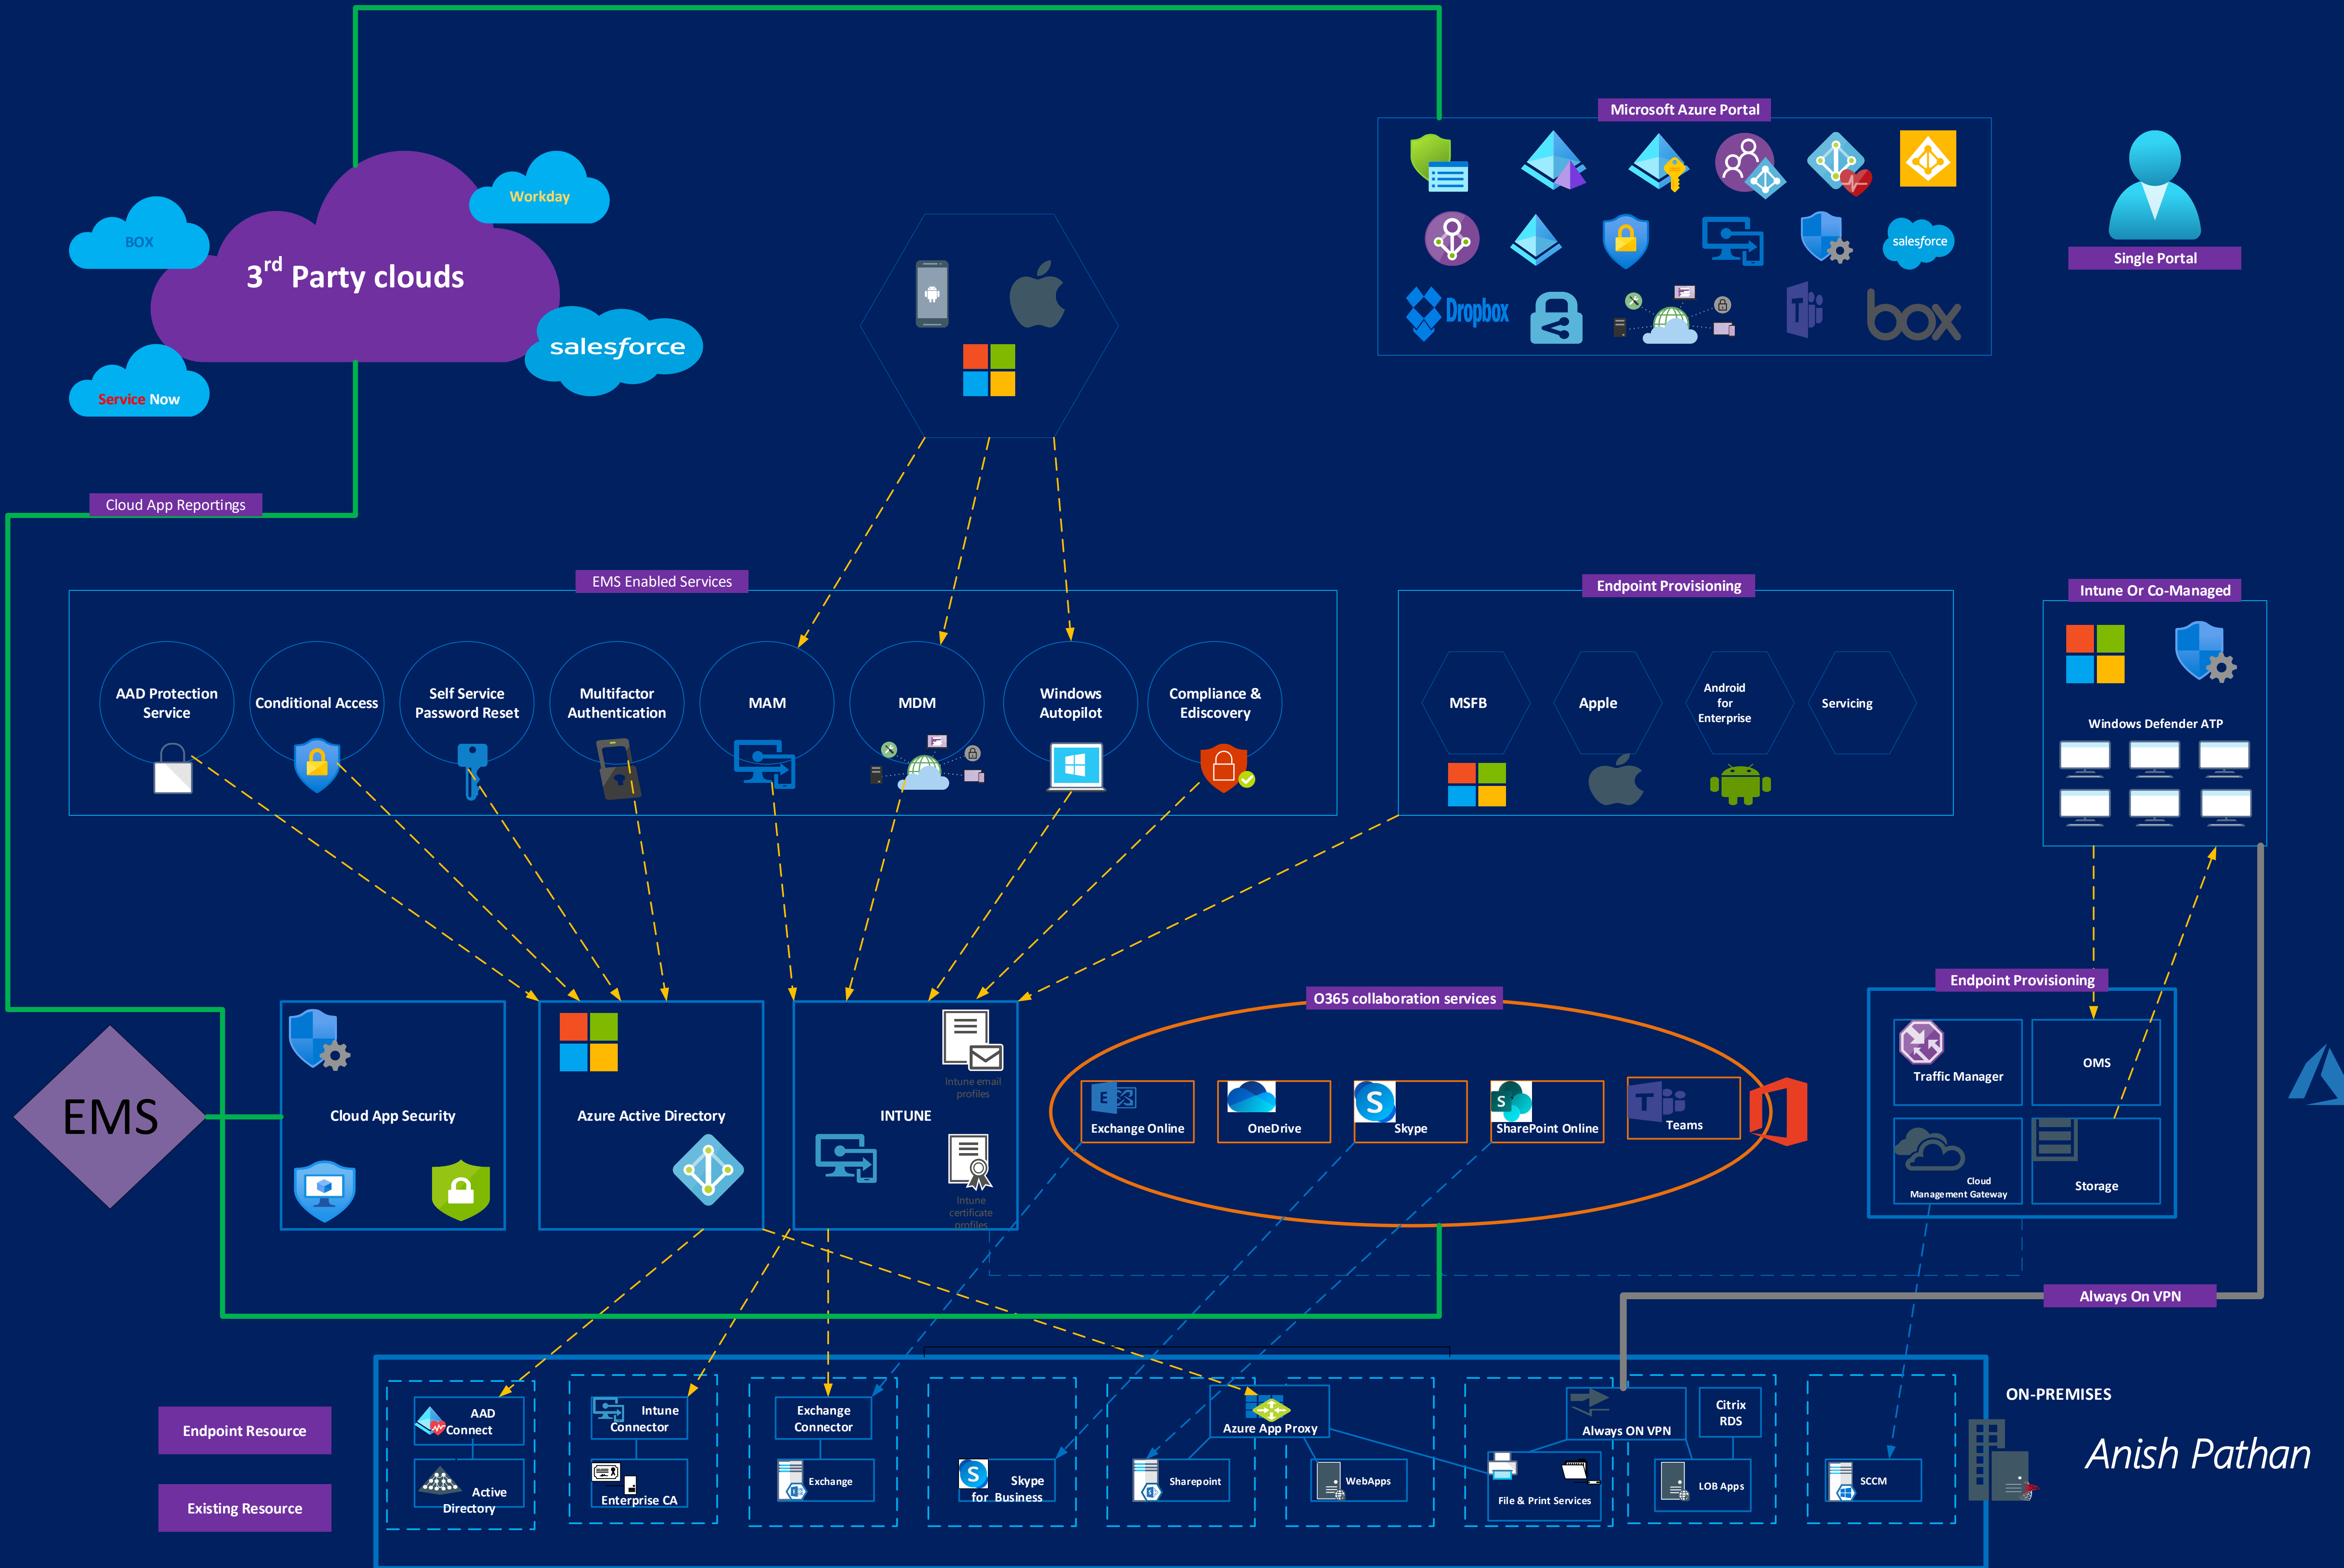 Microsoft Azure Portal
Workday
BOX
3rd Party clouds
salesforce
Service Now
salesforce
Dropbox
box
Single Portal
Cloud App Reportings
EMS Enabled Services
AAD Protection
Service
Conditional Access
Self Service
Password Reset
Multifactor
Authentication
MAM
MDM
Windows
Autopilot
Compliance &
Ediscovery
Endpoint Provisioning
MSFB
Apple
Android
for
Enterprise
Servicing
Intune Or Co-Managed
Windows Defender ATP
EMS
Cloud App Security
Azure Active Directory
INTUNE
Intune email
profiles
Intune
certificate
profiles
O365 collaboration services
E
Exchange Online
OneDrive
S
Skype
S
SharePoint Online
T
Teams
Endpoint Provisioning
Traffic Manager
OMS
Cloud
Management Gateway
Storage
Always On VPN
ON-PREMISES
Endpoint Resource
Existing Resource
AAD
Connect
Active
Directory
Intune
Connector
Enterprise CA
Exchange
Connector
Exchange
S
Skype
for Business
Azure App Proxy
Sharepoint
WebApps
Always ON VPN
File & Print Services
Citrix
RDS
LOB Apps
SCCM
Anish Pathan